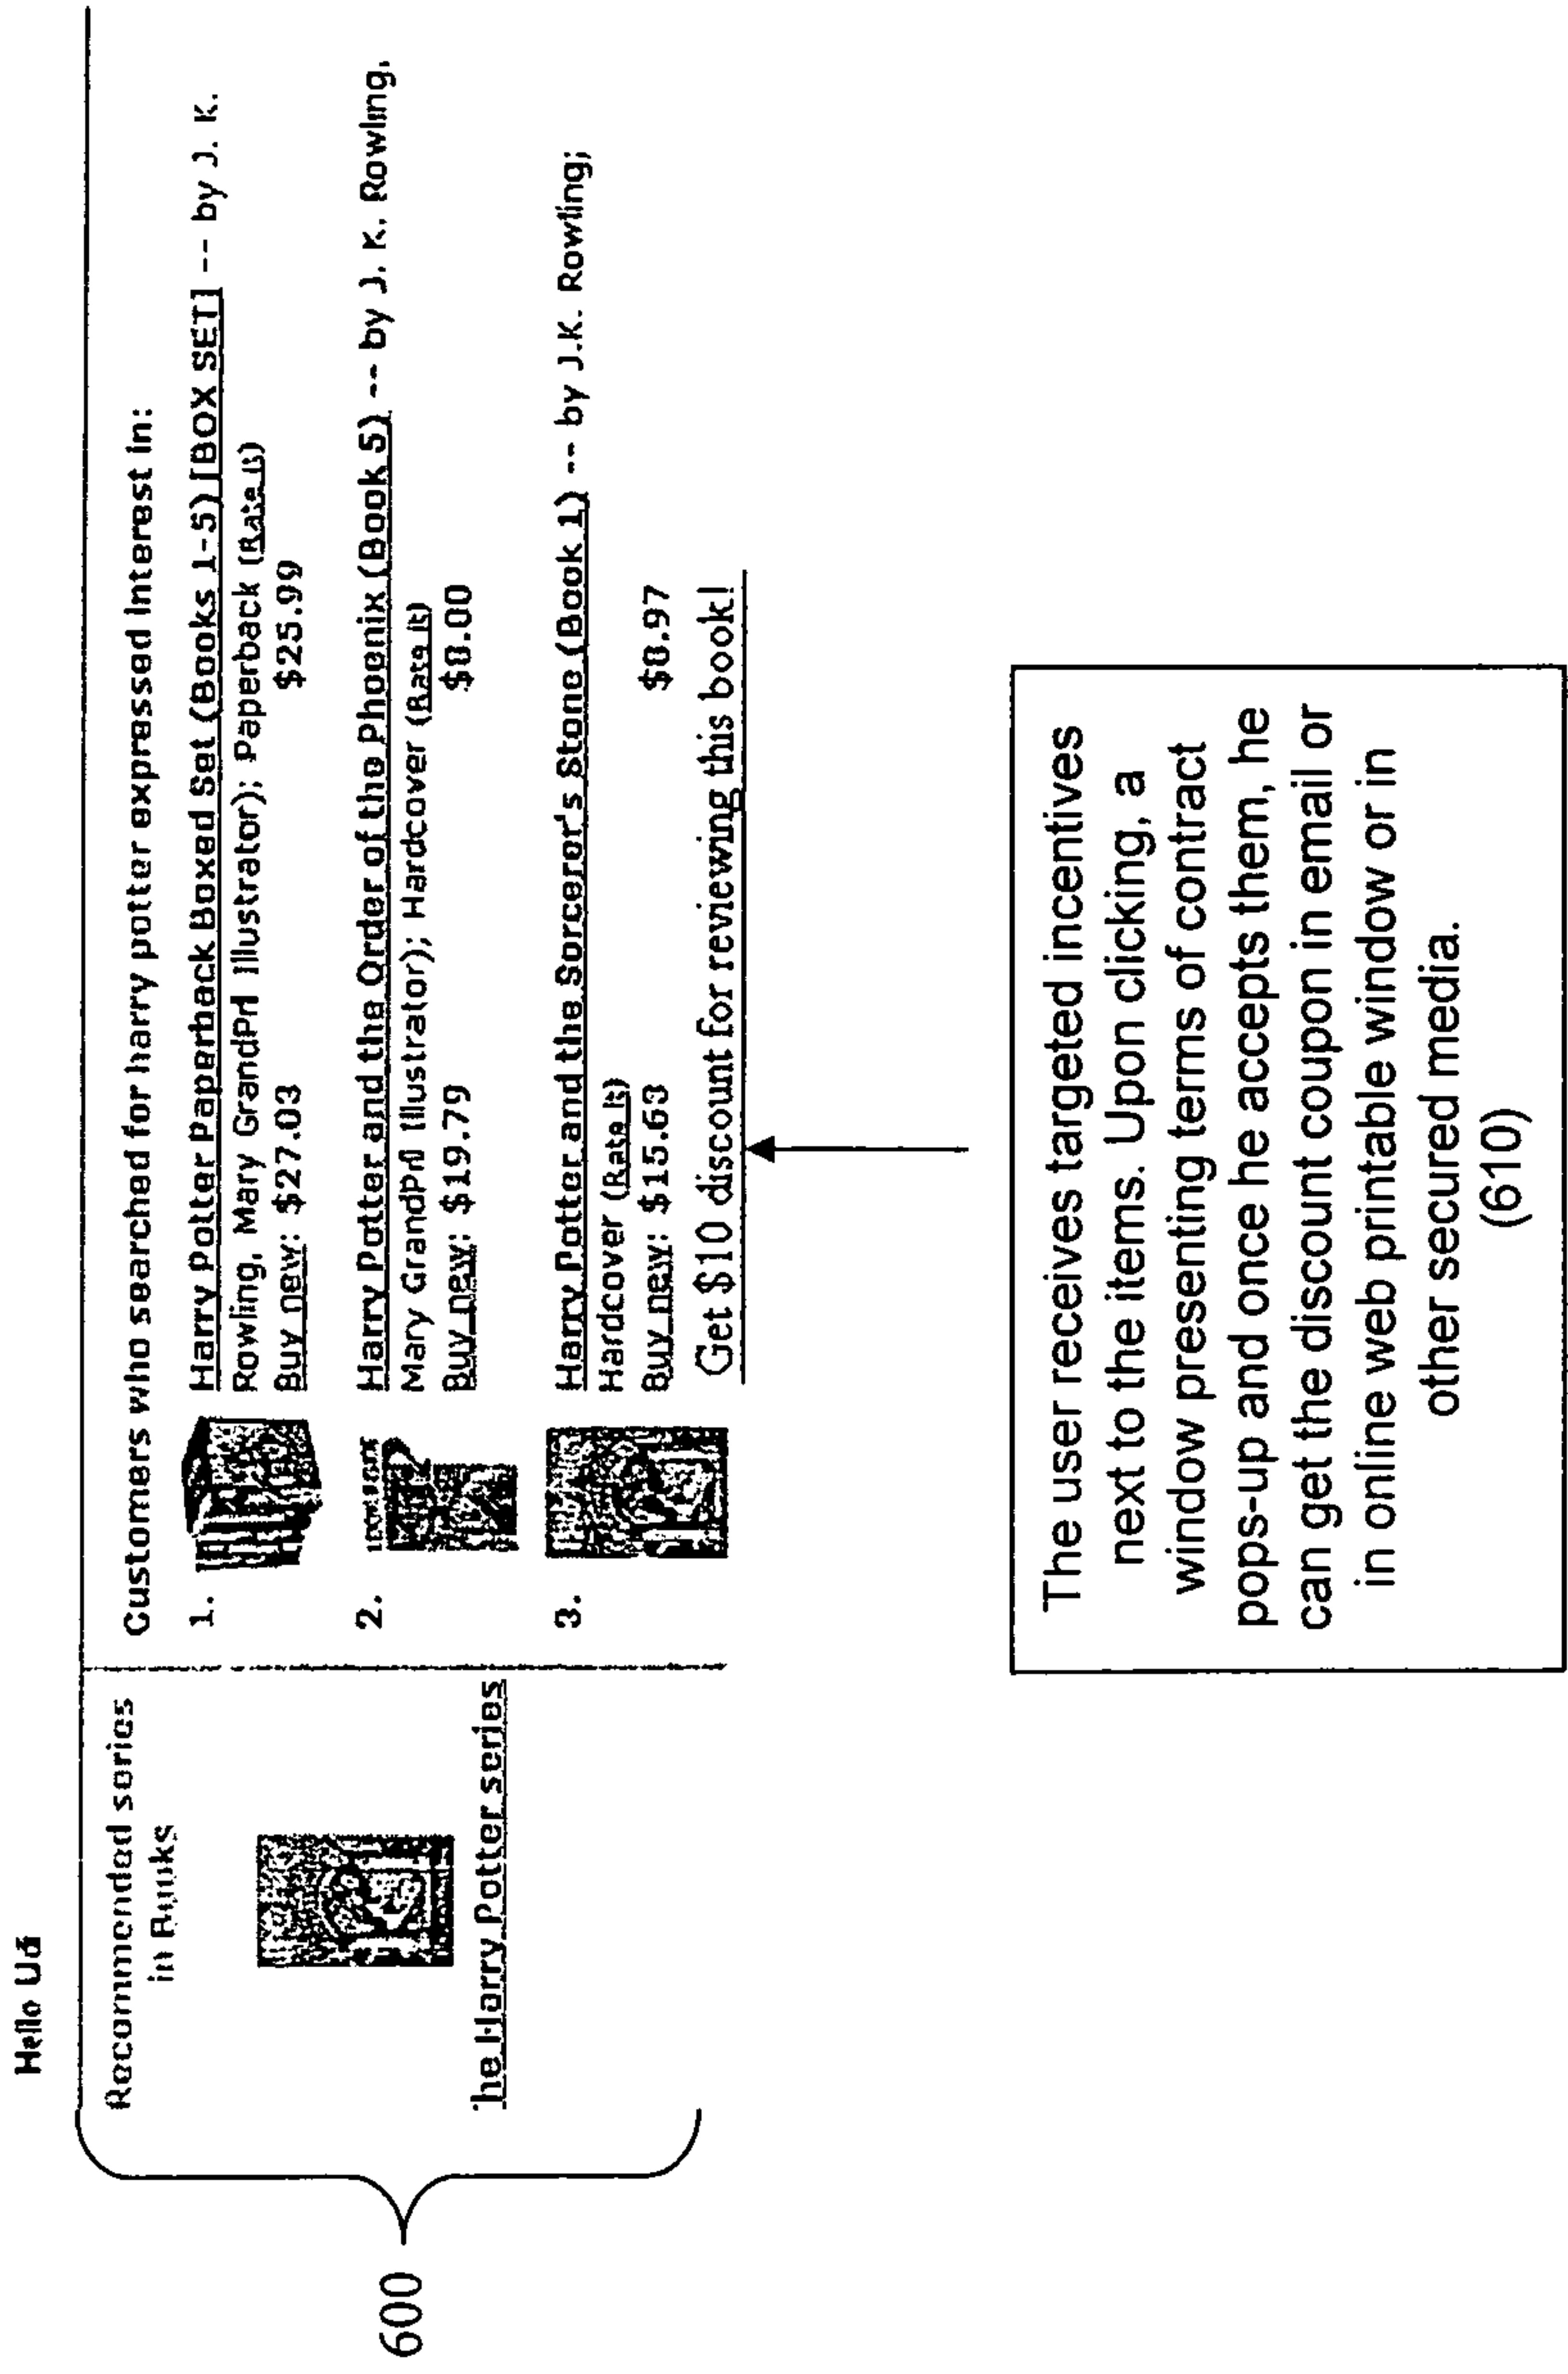 Hello
Recommended series
in Books
he Harry Potter series
600
Customers who searched for harry potter expressed interest in:
1.
Harry Potter Paperback Boxed Set (Books 1-5) [BOX SET] -- by J. K.
Rowling, Mary GrandPré Illustrator); Paperback (Rate it)
Buy new: $27.03 $25.99
2.
Harry Potter and the Order of the Phoenix (Book 5) -- by J. K. Rowling,
Mary GrandPré Illustrator); Hardcover (Rate it)
Buy new: $19.79 $8.00
3.
Harry Potter and the Sorcerer's Stone (Book 1) -- by J.K. Rowling;
Hardcover (Rate it)
Buy new: $15.63 $8.97
Get $10 discount for reviewing this book!
The user receives targeted incentives
next to the items. Upon clicking, a
window presenting terms of contract
pops-up and once he accepts them, he
can get the discount coupon in email or
in online web printable window or in
other secured media.
(610)